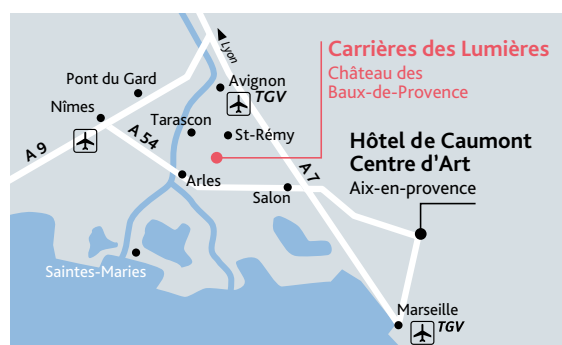 Lyon
Carrières des Lumières
Château des
Baux-de-Provence
Pont du Gard
Avignon
TGV
Nîmes
Tarascon
St-Rémy
A 9
A 54
Hôtel de Caumont
Centre d'Art
Aix-en-provence
A 7
Arles
Salon
Saintes-Maries
Marseille
TGV